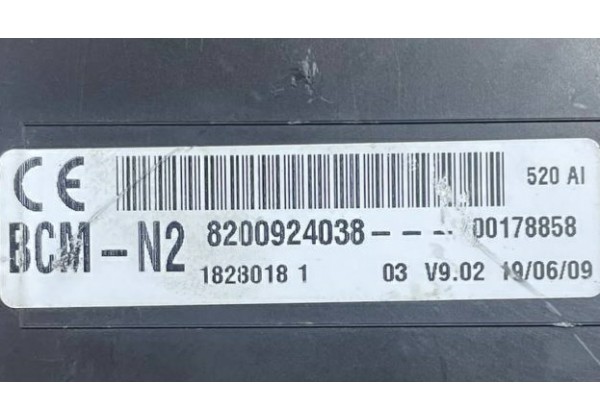 CE 520 AI
BCM-N2 8200924038---- 00178858
1828018 1 03 V9.02 19/06/09